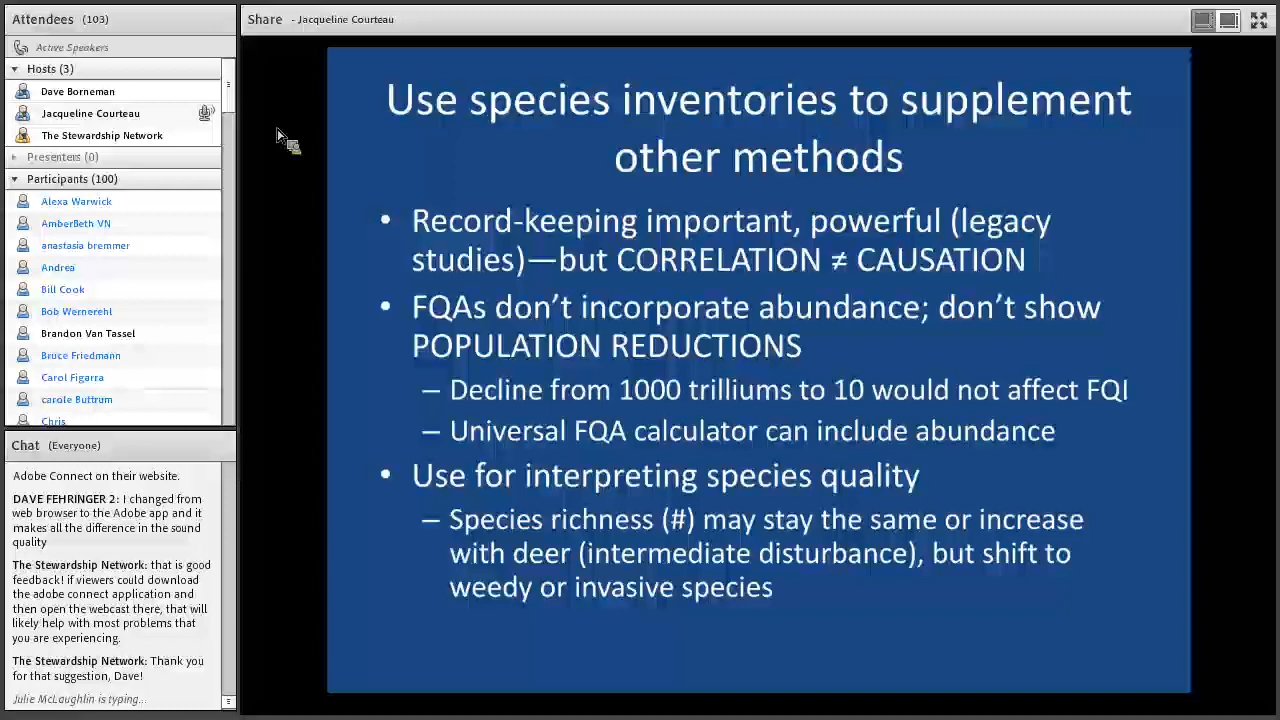 Attendees (103)
Active Speakers
Hosts (3)
Dave Borneman
Jacqueline Courteau
The Stewardship Network
Presenters (0)
Participants (100)
Alexa Warwick
AmberBeth VN
anastasia bremmer
Andrea
Bill Cook
Bob Wernerehl
Brandon Van Tassel
Bruce Friedmann
Carol Figarra
carole Buttrum
Chris
Chat (Everyone)
Adobe Connect on their website.
DAVE FEHRINGER 2: I changed from
web browser to the Adobe app and it
makes all the difference in the sound
quality
The Stewardship Network: that is good
feedback! if viewers could download
the adobe connect application and
then open the webcast there, that will
likely help with most problems that
you are experiencing.
The Stewardship Network: Thank you
for that suggestion, Dave!
Julie McLaughlin is typing...
Share - Jacqueline Courteau
Use species inventories to supplement
other methods
• Record-keeping important, powerful (legacy
studies)—but CORRELATION ≠ CAUSATION
• FQAs don’t incorporate abundance; don’t show
POPULATION REDUCTIONS
– Decline from 1000 trilliums to 10 would not affect FQI
– Universal FQA calculator can include abundance
• Use for interpreting species quality
– Species richness (#) may stay the same or increase
with deer (intermediate disturbance), but shift to
weedy or invasive species